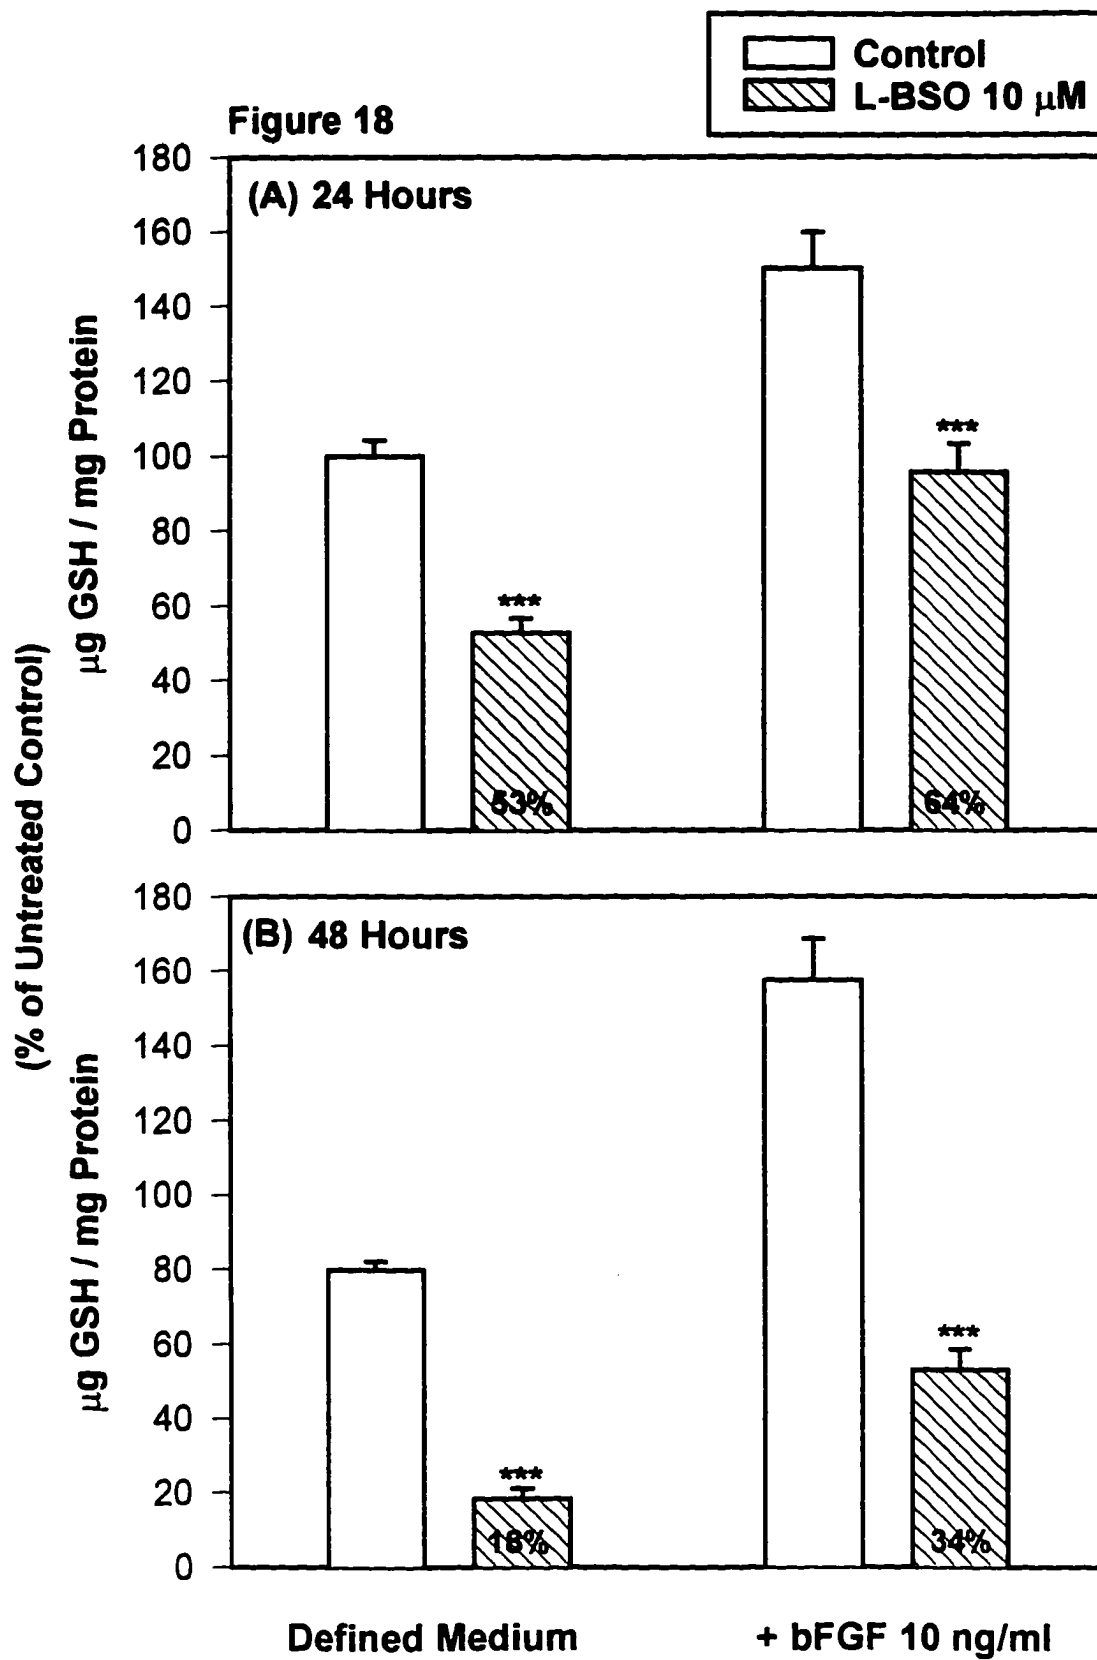 Control
L-BSO 10 μM
Figure 18
(A) 24 Hours
180
160
140
120
100
80
60
40
20
0
μg GSH / mg Protein
***
***
53%
64%
(% of Untreated Control)
(B) 48 Hours
180
160
140
120
100
80
60
40
20
0
μg GSH / mg Protein
***
***
18%
34%
Defined Medium
+ bFGF 10 ng/ml